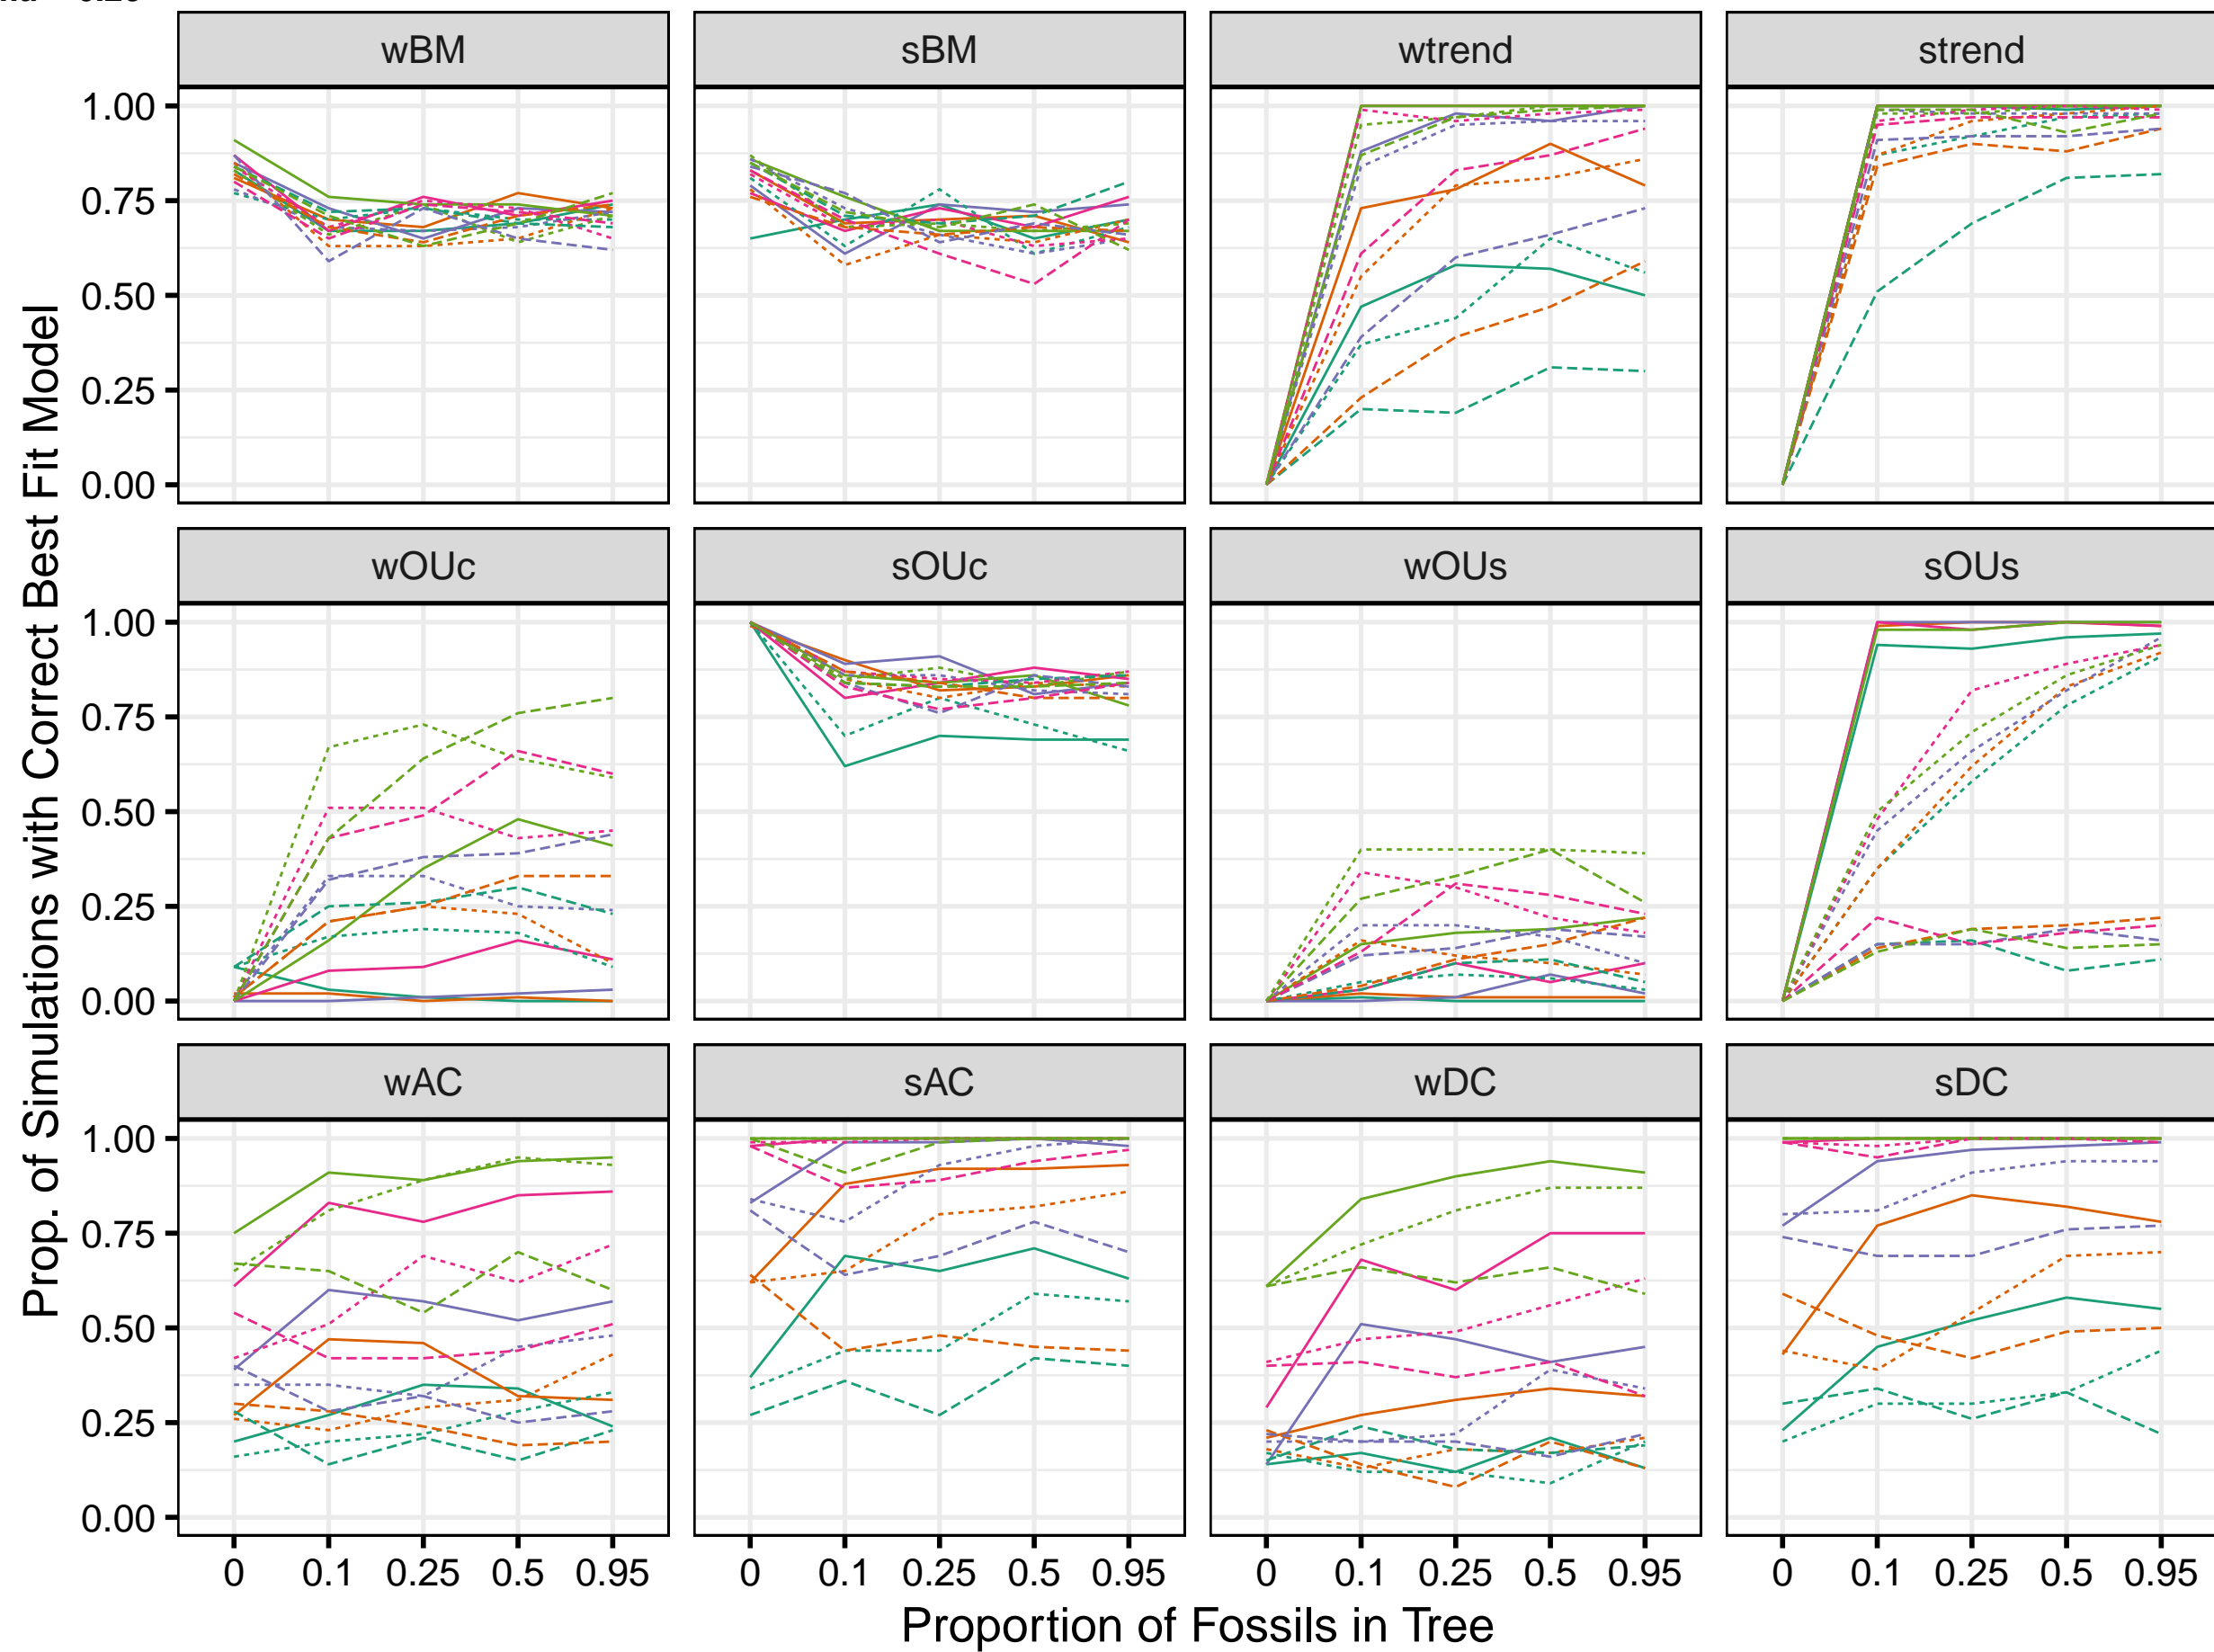 wBM sBM wtrend strend
1.00
0.75
0.50
0.25
0.00
wOUc sOUc wOUs sOUs
1.00
0.75
0.50
0.25
0.00
wAC sAC wDC sDC
1.00
0.75
0.50
0.25
0.00
0 0.1 0.25 0.5 0.95 0 0.1 0.25 0.5 0.95 0 0.1 0.25 0.5 0.95 0 0.1 0.25 0.5 0.95
Proportion of Fossils in Tree
Prop. of Simulations with Correct Best Fit Model